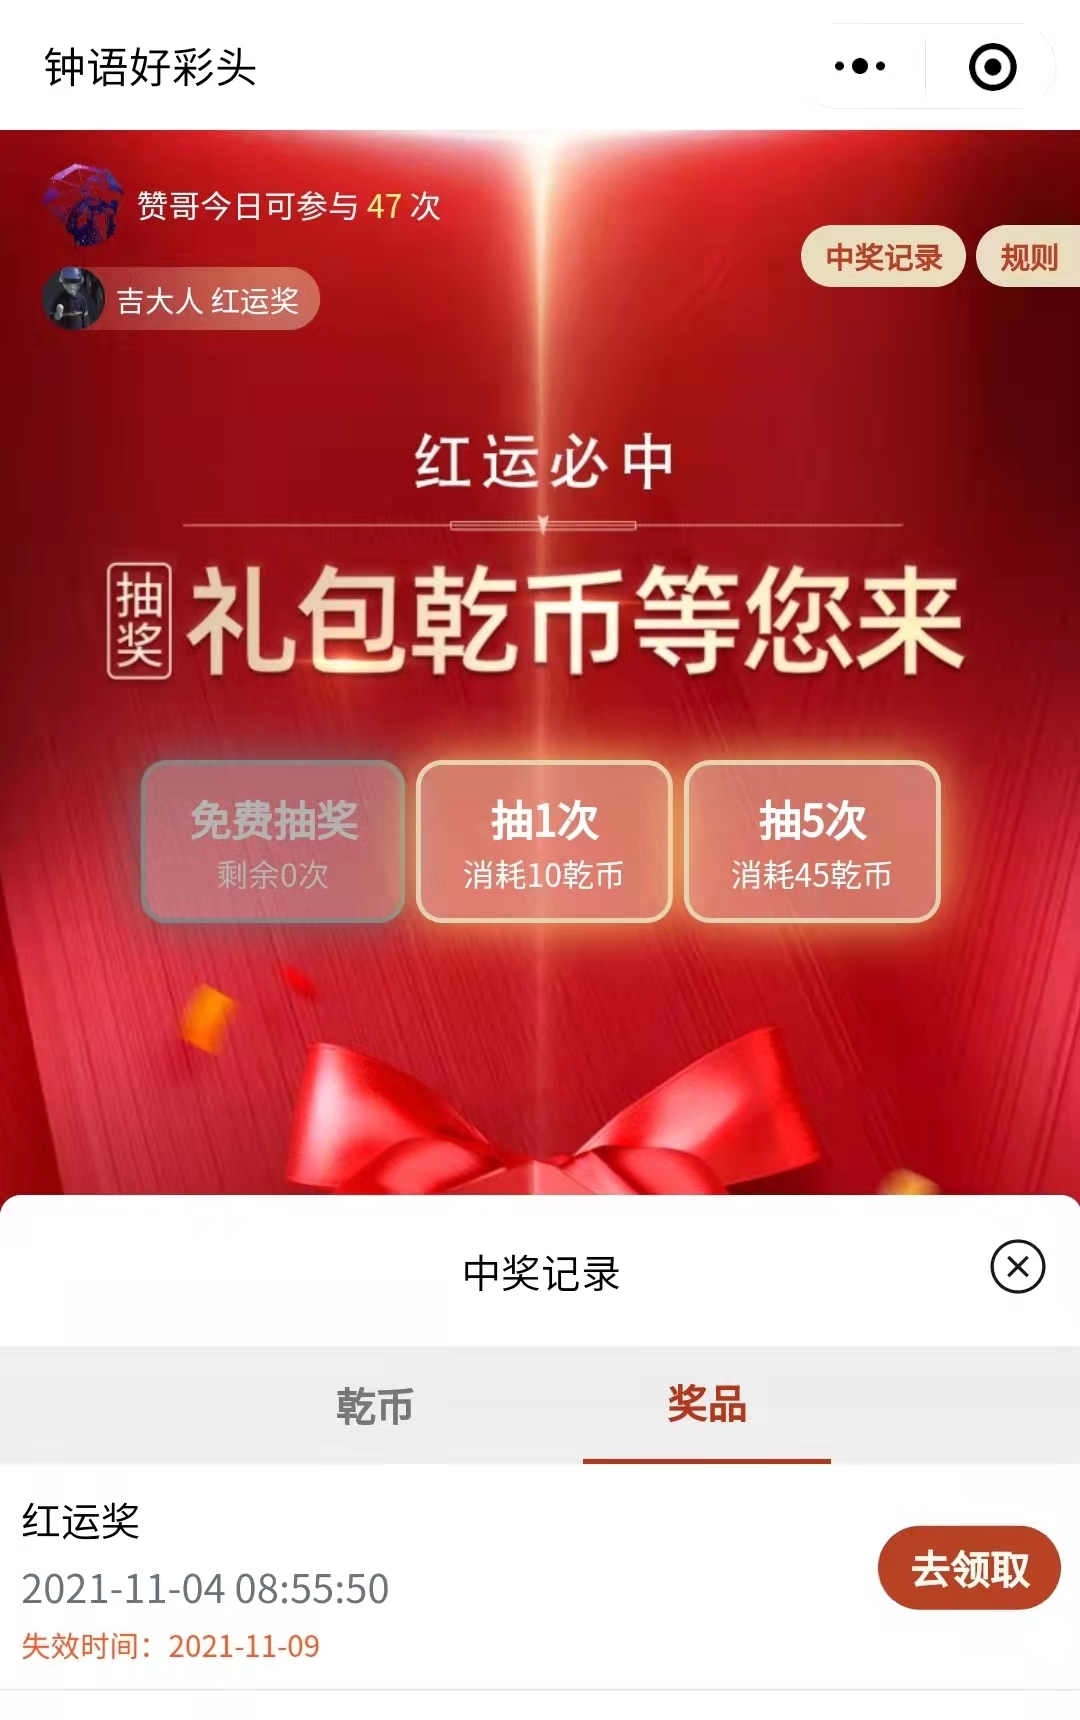 钟语好彩头
赞哥今日可参与 47 次
中奖记录
规则
吉大人 红运奖
红运必中
抽奖
礼包乾币等您来
免费抽奖
剩余0次
抽1次
消耗10乾币
抽5次
消耗45乾币
中奖记录
乾币
奖品
红运奖
2021-11-04 08:55:50
失效时间：2021-11-09
去领取